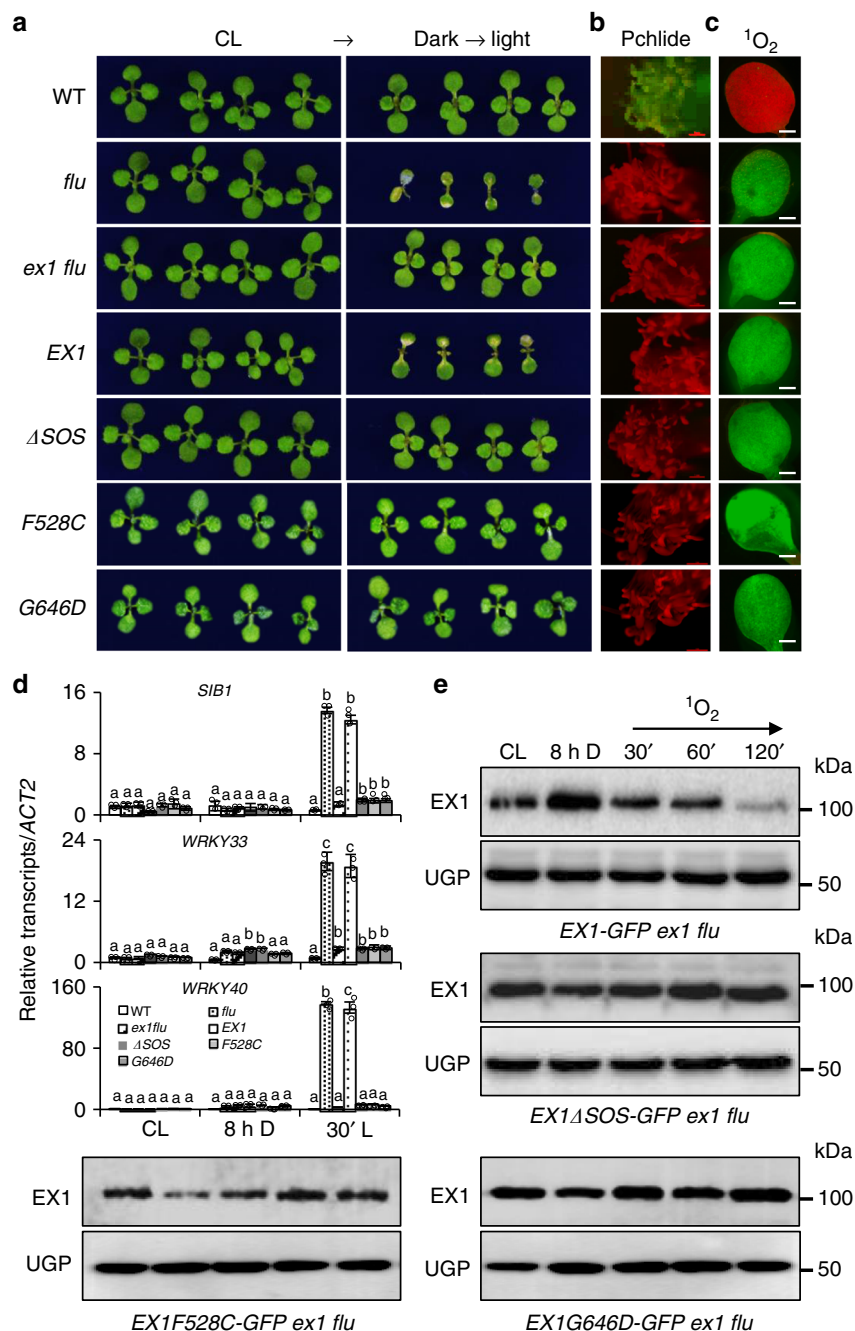 a
CL → Dark → light
b
Pchlide
c
¹O₂
WT
flu
ex1 flu
EX1
ΔSOS
F528C
G646D
d
Relative transcripts/ACT2
SIB1
16
8
0
a a a a a a a
a a a a a a a
a b a b b b b
WRKY33
24
12
0
a a a a a a a
a a a b b a a
a c b c b b b
WRKY40
160
80
0
WT
flu
ex1flu
EX1
ΔSOS
F528C
G646D
a a a a a a a
a a a a a a a
a b a c a a a
CL
8 h D
30′ L
EX1
UGP
EX1F528C-GFP ex1 flu
e
¹O₂
CL
8 h D
30′
60′
120′
kDa
EX1
100
UGP
50
EX1-GFP ex1 flu
kDa
EX1
100
UGP
50
EX1ΔSOS-GFP ex1 flu
kDa
EX1
100
UGP
50
EX1G646D-GFP ex1 flu